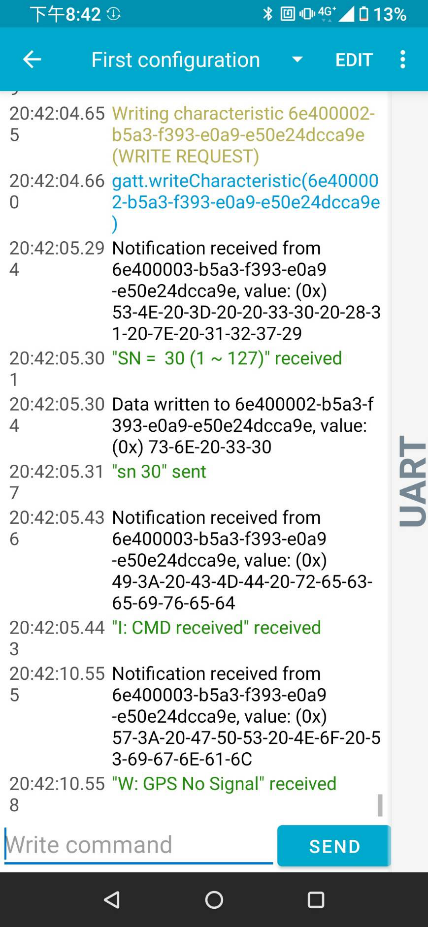 下午8:42
4G+ 13%
First configuration EDIT
20:42:04.65 Writing characteristic 6e400002-
5 b5a3-f393-e0a9-e50e24dcca9e
(WRITE REQUEST)
20:42:04.66 gatt.writeCharacteristic(6e40000
0 2-b5a3-f393-e0a9-e50e24dcca9e
)
20:42:05.29 Notification received from
4 6e400003-b5a3-f393-e0a9
-e50e24dcca9e, value: (0x)
53-4E-20-3D-20-20-33-30-20-28-3
1-20-7E-20-31-32-37-29
20:42:05.30 "SN =  30 (1 ~ 127)" received
1
20:42:05.30 Data written to 6e400002-b5a3-f
4 393-e0a9-e50e24dcca9e, value:
(0x) 73-6E-20-33-30
20:42:05.31 "sn 30" sent
7
20:42:05.43 Notification received from
6 6e400003-b5a3-f393-e0a9
-e50e24dcca9e, value: (0x)
49-3A-20-43-4D-44-20-72-65-63-
65-69-76-65-64
20:42:05.44 "I: CMD received" received
3
20:42:10.55 Notification received from
5 6e400003-b5a3-f393-e0a9
-e50e24dcca9e, value: (0x)
57-3A-20-47-50-53-20-4E-6F-20-5
3-69-67-6E-61-6C
20:42:10.55 "W: GPS No Signal" received
8
UART
Write command SEND